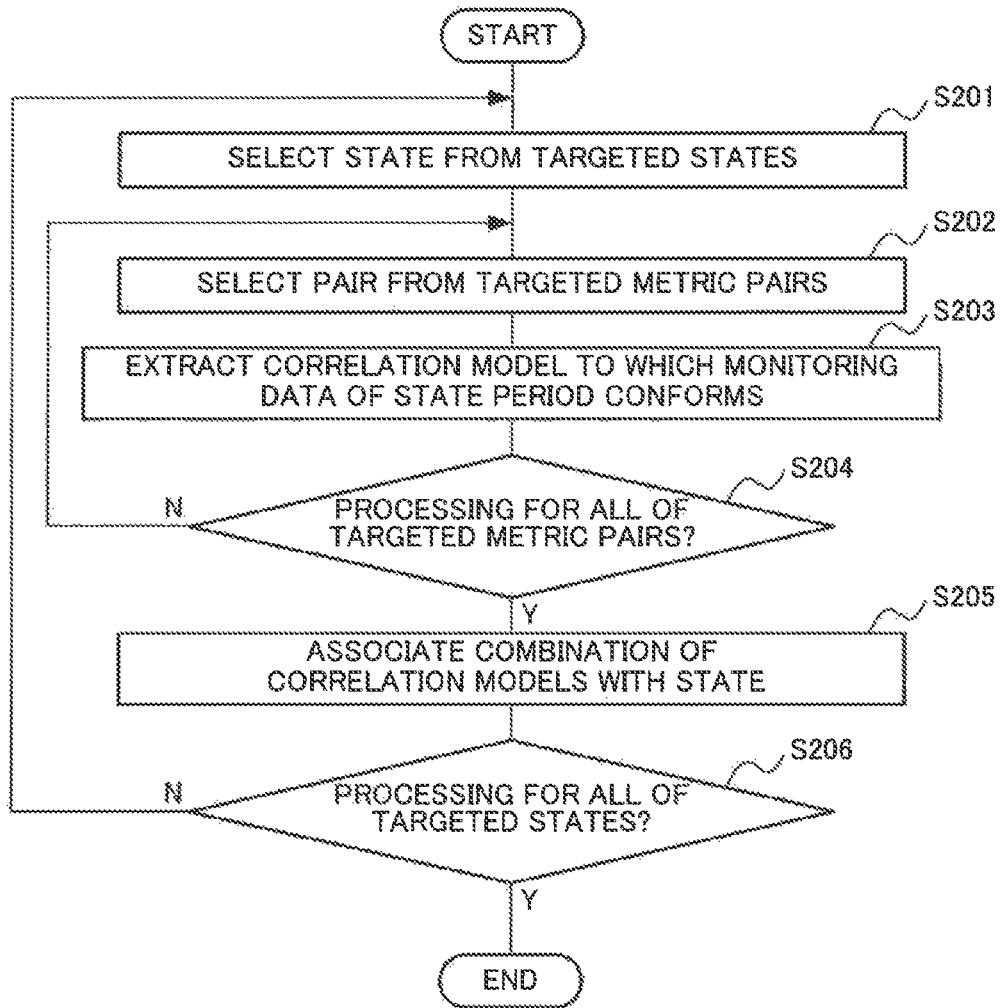 START
S201
SELECT STATE FROM TARGETED STATES
S202
SELECT PAIR FROM TARGETED METRIC PAIRS
S203
EXTRACT CORRELATION MODEL TO WHICH MONITORING
DATA OF STATE PERIOD CONFORMS
S204
N
PROCESSING FOR ALL OF
TARGETED METRIC PAIRS?
Y
S205
ASSOCIATE COMBINATION OF
CORRELATION MODELS WITH STATE
S206
N
PROCESSING FOR ALL OF
TARGETED STATES?
Y
END